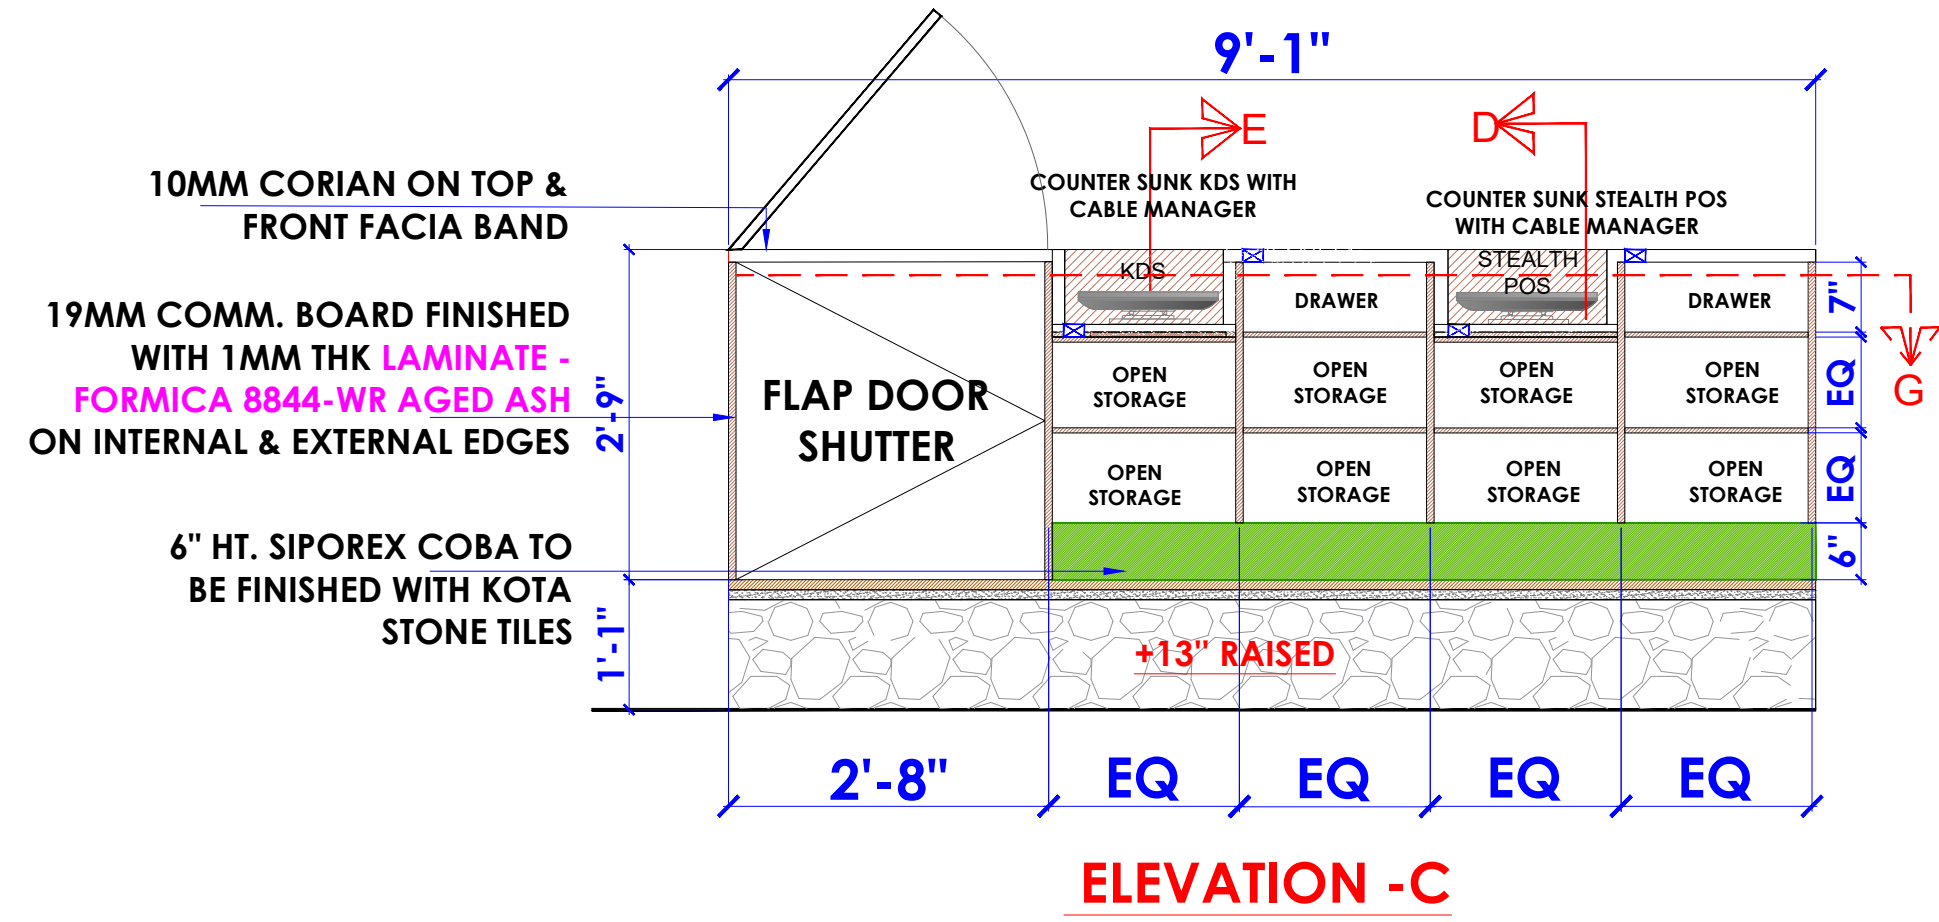 9'-1"
E
D
10MM CORIAN ON TOP &
FRONT FACIA BAND
COUNTER SUNK KDS WITH
CABLE MANAGER
COUNTER SUNK STEALTH POS
WITH CABLE MANAGER
KDS
STEALTH
POS
DRAWER
DRAWER
7"
19MM COMM. BOARD FINISHED
WITH 1MM THK LAMINATE -
FORMICA 8844-WR AGED ASH
ON INTERNAL & EXTERNAL EDGES
2'-9"
FLAP DOOR
SHUTTER
OPEN
STORAGE
OPEN
STORAGE
OPEN
STORAGE
OPEN
STORAGE
EQ
G
OPEN
STORAGE
OPEN
STORAGE
OPEN
STORAGE
OPEN
STORAGE
EQ
6" HT. SIPOREX COBA TO
BE FINISHED WITH KOTA
STONE TILES
6"
1'-1"
+13" RAISED
2'-8"
EQ
EQ
EQ
EQ
ELEVATION -C